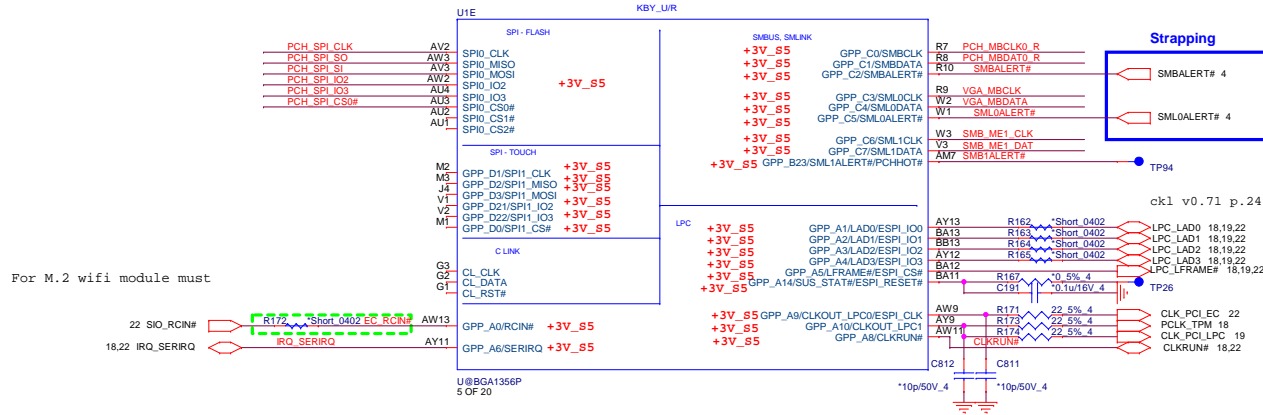 KBY_U/R
U1E
SPI - FLASH
SMBUS, SMLINK
Strapping
PCH_SPI_CLK AV2 SPI0_CLK
PCH_SPI_SO AW3 SPI0_MISO
PCH_SPI_SI AV3 SPI0_MOSI
PCH_SPI_IO2 AW2 SPI0_IO2
PCH_SPI_IO3 AU4 SPI0_IO3
PCH_SPI_CS0# AU3 SPI0_CS0#
AU2 SPI0_CS1#
AU1 SPI0_CS2#
+3V_S5
+3V_S5 GPP_C0/SMBCLK R7 PCH_MBCLK0_R
+3V_S5 GPP_C1/SMBDATA R8 PCH_MBDAT0_R
+3V_S5 GPP_C2/SMBALERT# R10 SMBALERT# SMBALERT# 4
+3V_S5 GPP_C3/SML0CLK R9 VGA_MBCLK
+3V_S5 GPP_C4/SML0DATA W2 VGA_MBDATA
+3V_S5 GPP_C5/SML0ALERT# W1 SML0ALERT# SML0ALERT# 4
+3V_S5 GPP_C6/SML1CLK W3 SMB_ME1_CLK
+3V_S5 GPP_C7/SML1DATA V3 SMB_ME1_DAT
+3V_S5 GPP_B23/SML1ALERT#/PCHHOT# AM7 SMB1ALERT# TP94
SPI - TOUCH
M2 GPP_D1/SPI1_CLK +3V_S5
M3 GPP_D2/SPI1_MISO +3V_S5
J4 GPP_D3/SPI1_MOSI +3V_S5
V1 GPP_D21/SPI1_IO2 +3V_S5
V2 GPP_D22/SPI1_IO3 +3V_S5
M1 GPP_D0/SPI1_CS# +3V_S5
ckl v0.71 p.24
LPC
+3V_S5 GPP_A1/LAD0/ESPI_IO0 AY13 R162 *Short_0402 LPC_LAD0 18,19,22
+3V_S5 GPP_A2/LAD1/ESPI_IO1 BA13 R163 *Short_0402 LPC_LAD1 18,19,22
+3V_S5 GPP_A3/LAD2/ESPI_IO2 BB13 R164 *Short_0402 LPC_LAD2 18,19,22
+3V_S5 GPP_A4/LAD3/ESPI_IO3 AY12 R165 *Short_0402 LPC_LAD3 18,19,22
+3V_S5 GPP_A5/LFRAME#/ESPI_CS# BA12 LPC_LFRAME# 18,19,22
+3V_S5 GPP_A14/SUS_STAT#/ESPI_RESET# BA11 R167 *0_5%_4 TP26
C191 *0.1u/16V_4
C LINK
G3 CL_CLK
G2 CL_DATA
G1 CL_RST#
For M.2 wifi module must
22 SIO_RCIN# R172 *Short_0402 EC_RCIN# AW13 GPP_A0/RCIN# +3V_S5
18,22 IRQ_SERIRQ IRQ_SERIRQ AY11 GPP_A6/SERIRQ +3V_S5
+3V_S5 GPP_A9/CLKOUT_LPC0/ESPI_CLK AW9 R171 22_5%_4 CLK_PCI_EC 22
+3V_S5 GPP_A10/CLKOUT_LPC1 AY9 R173 22_5%_4 PCLK_TPM 18
+3V_S5 GPP_A8/CLKRUN# AW11 R174 22_5%_4 CLK_PCI_LPC 19
CLKRUN# CLKRUN# 18,22
C812 C811
*10p/50V_4 *10p/50V_4
U@BGA1356P
5 OF 20